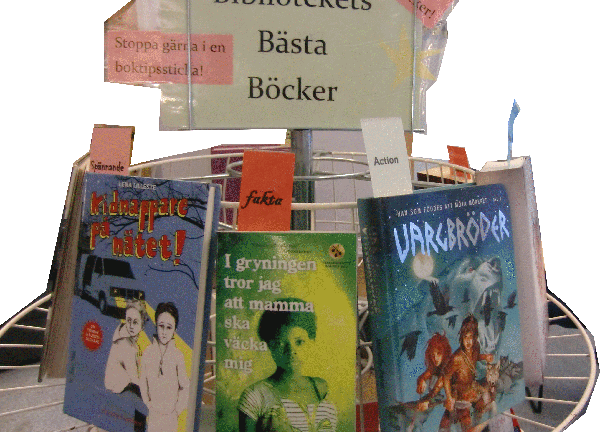 Bibliotekets
Bästa
Böcker
Stoppa gärna i en
boktipssticka!
Spännande
fakta
Action
Kidnappare
på
nätet!
I gryningen
tror jag
att mamma
ska
väcka
mig
VARGBRÖDER